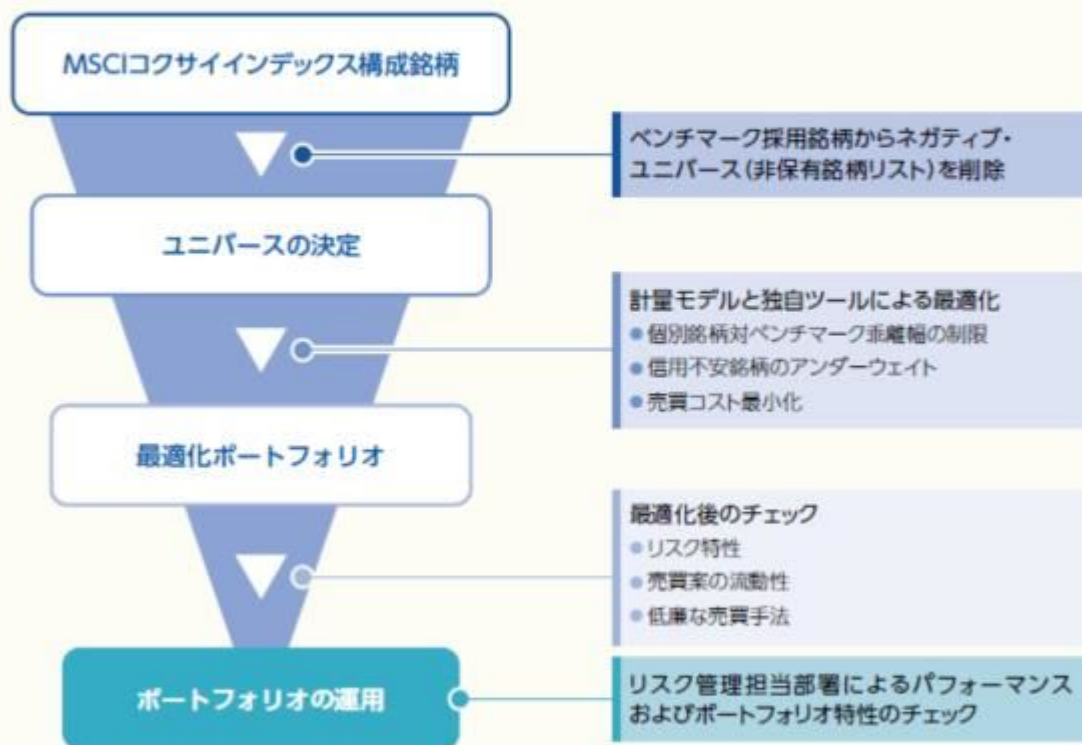 MSCIコクサイインデックス構成銘柄
ベンチマーク採用銘柄からネガティブ・
ユニバース(非保有銘柄リスト)を削除
ユニバースの決定
計量モデルと独自ツールによる最適化
●個別銘柄対ベンチマーク乖離幅の制限
●信用不安銘柄のアンダーウェイト
●売買コスト最小化
最適化ポートフォリオ
最適化後のチェック
●リスク特性
●売買案の流動性
●低廉な売買手法
ポートフォリオの運用
リスク管理担当部署によるパフォーマンス
およびポートフォリオ特性のチェック